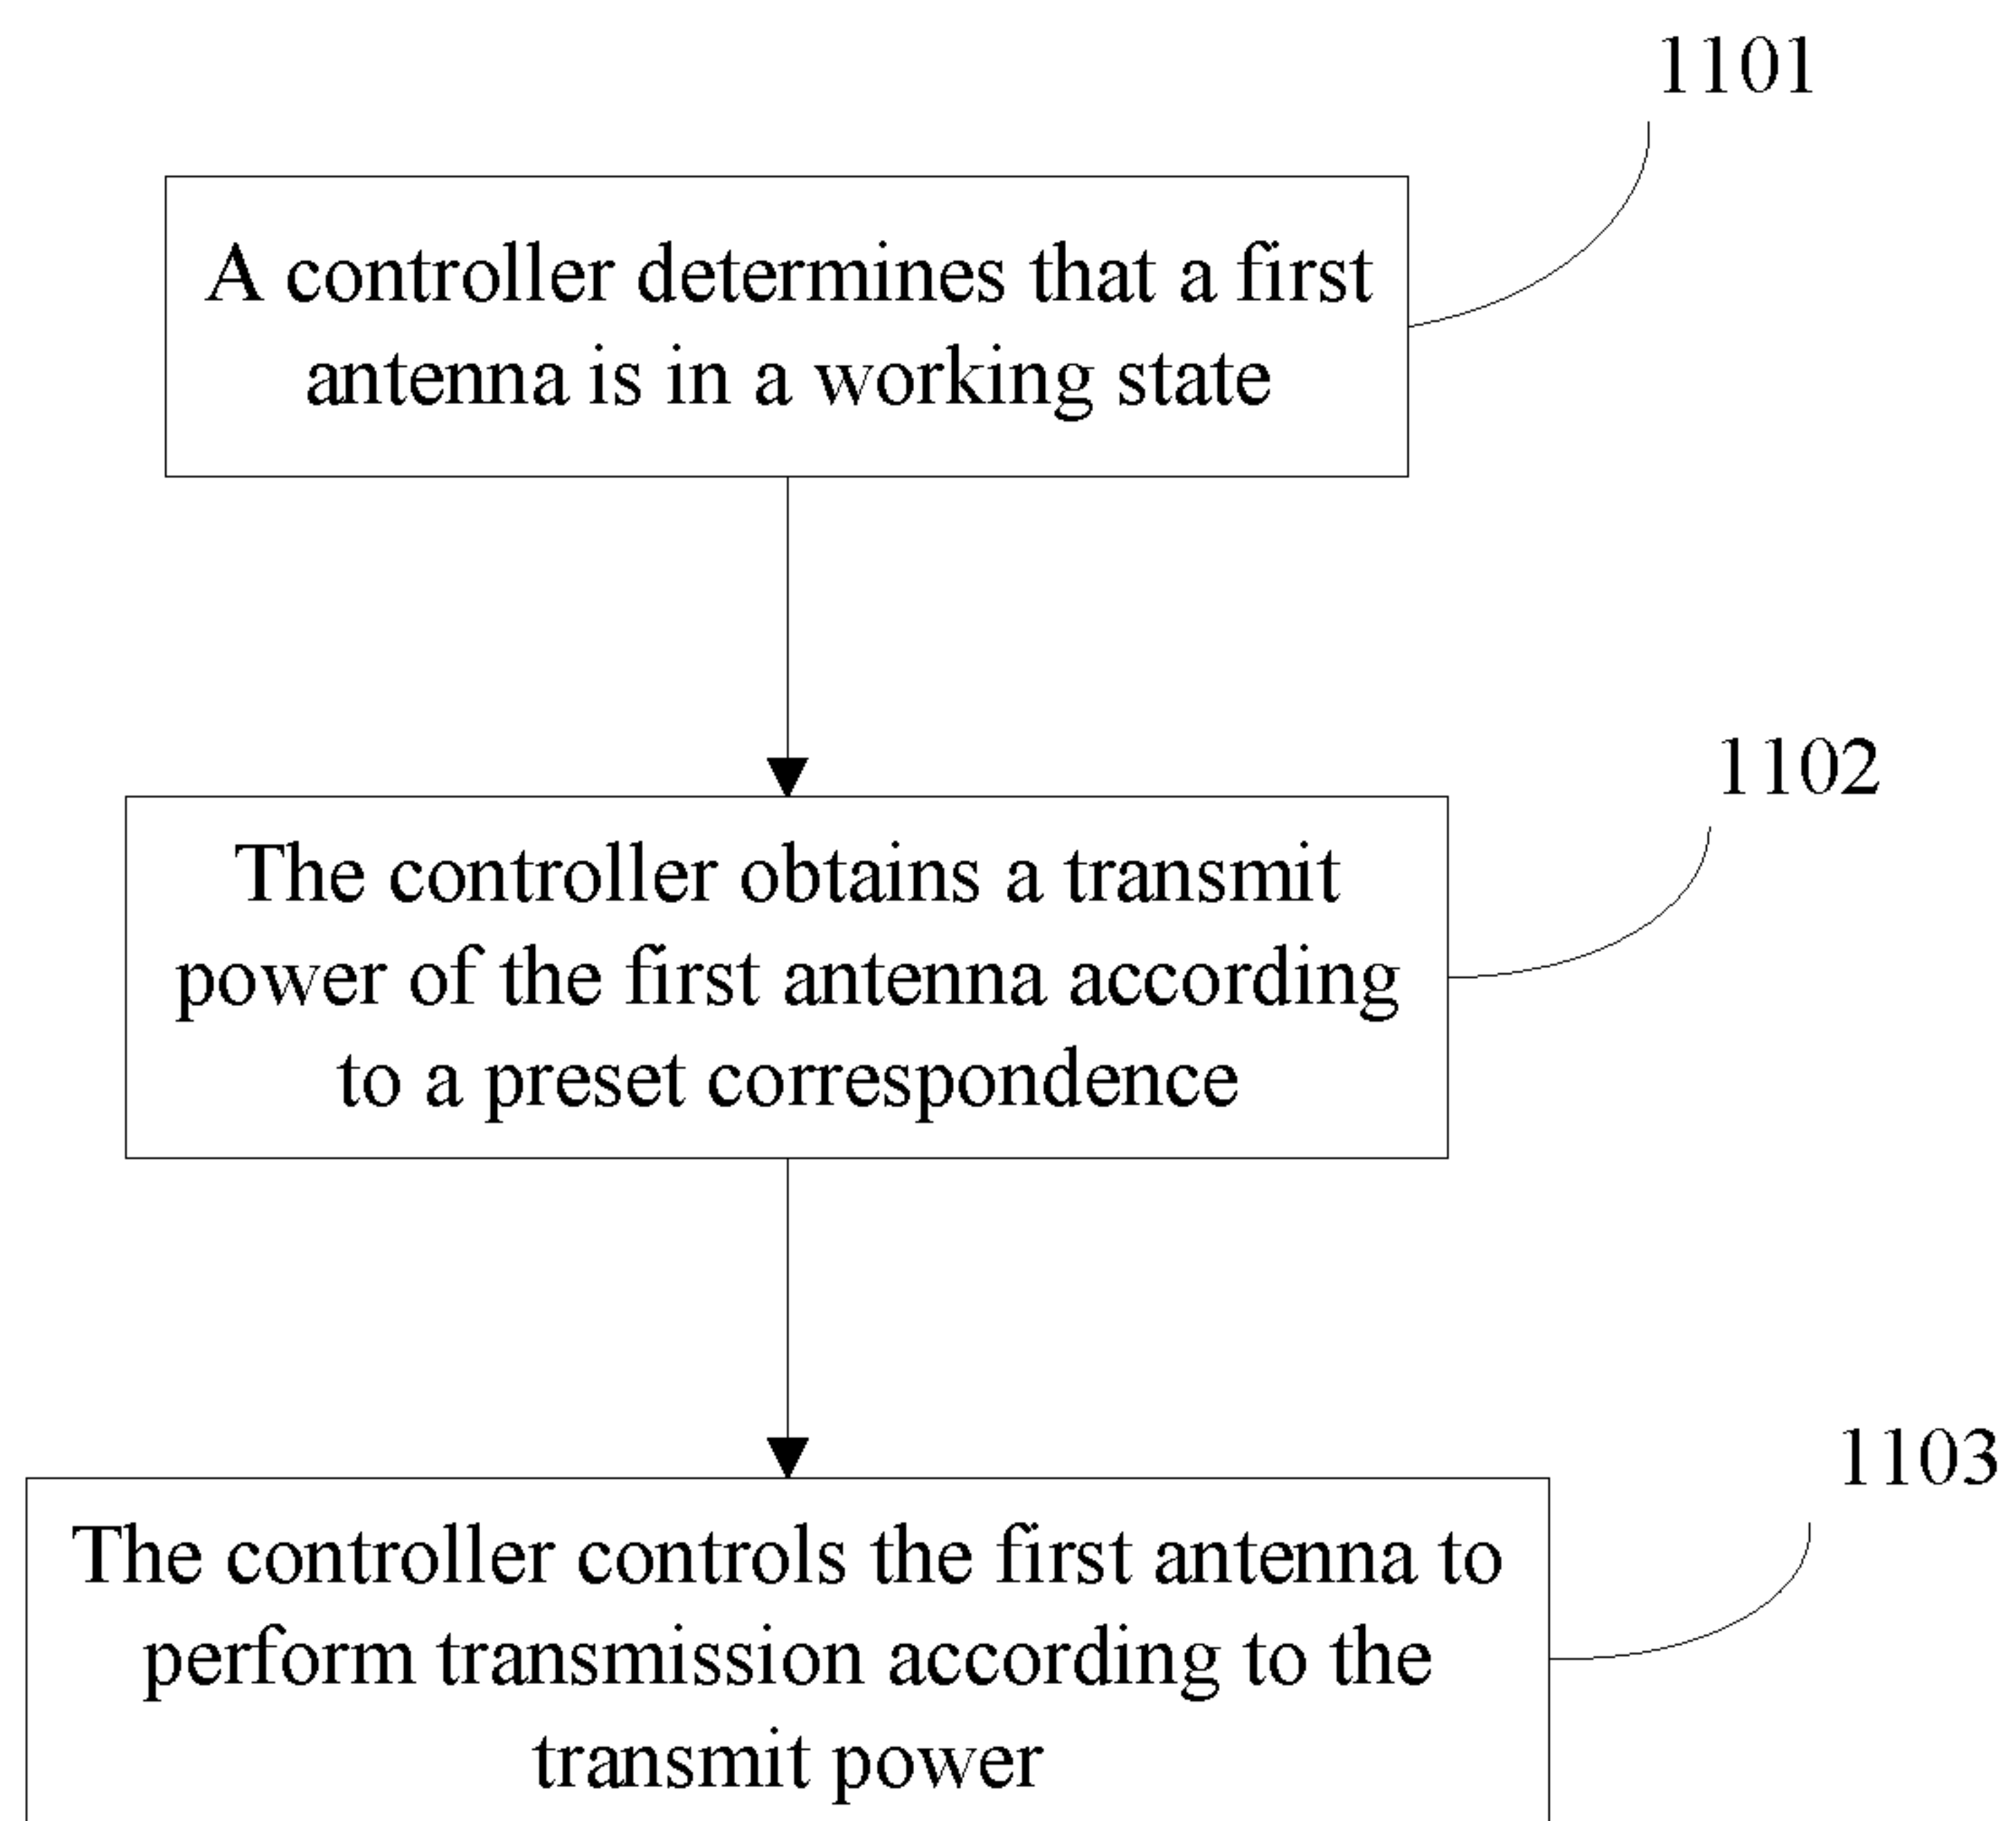 1101
A controller determines that a first
antenna is in a working state
1102
The controller obtains a transmit
power of the first antenna according
to a preset correspondence
1103
The controller controls the first antenna to
perform transmission according to the
transmit power